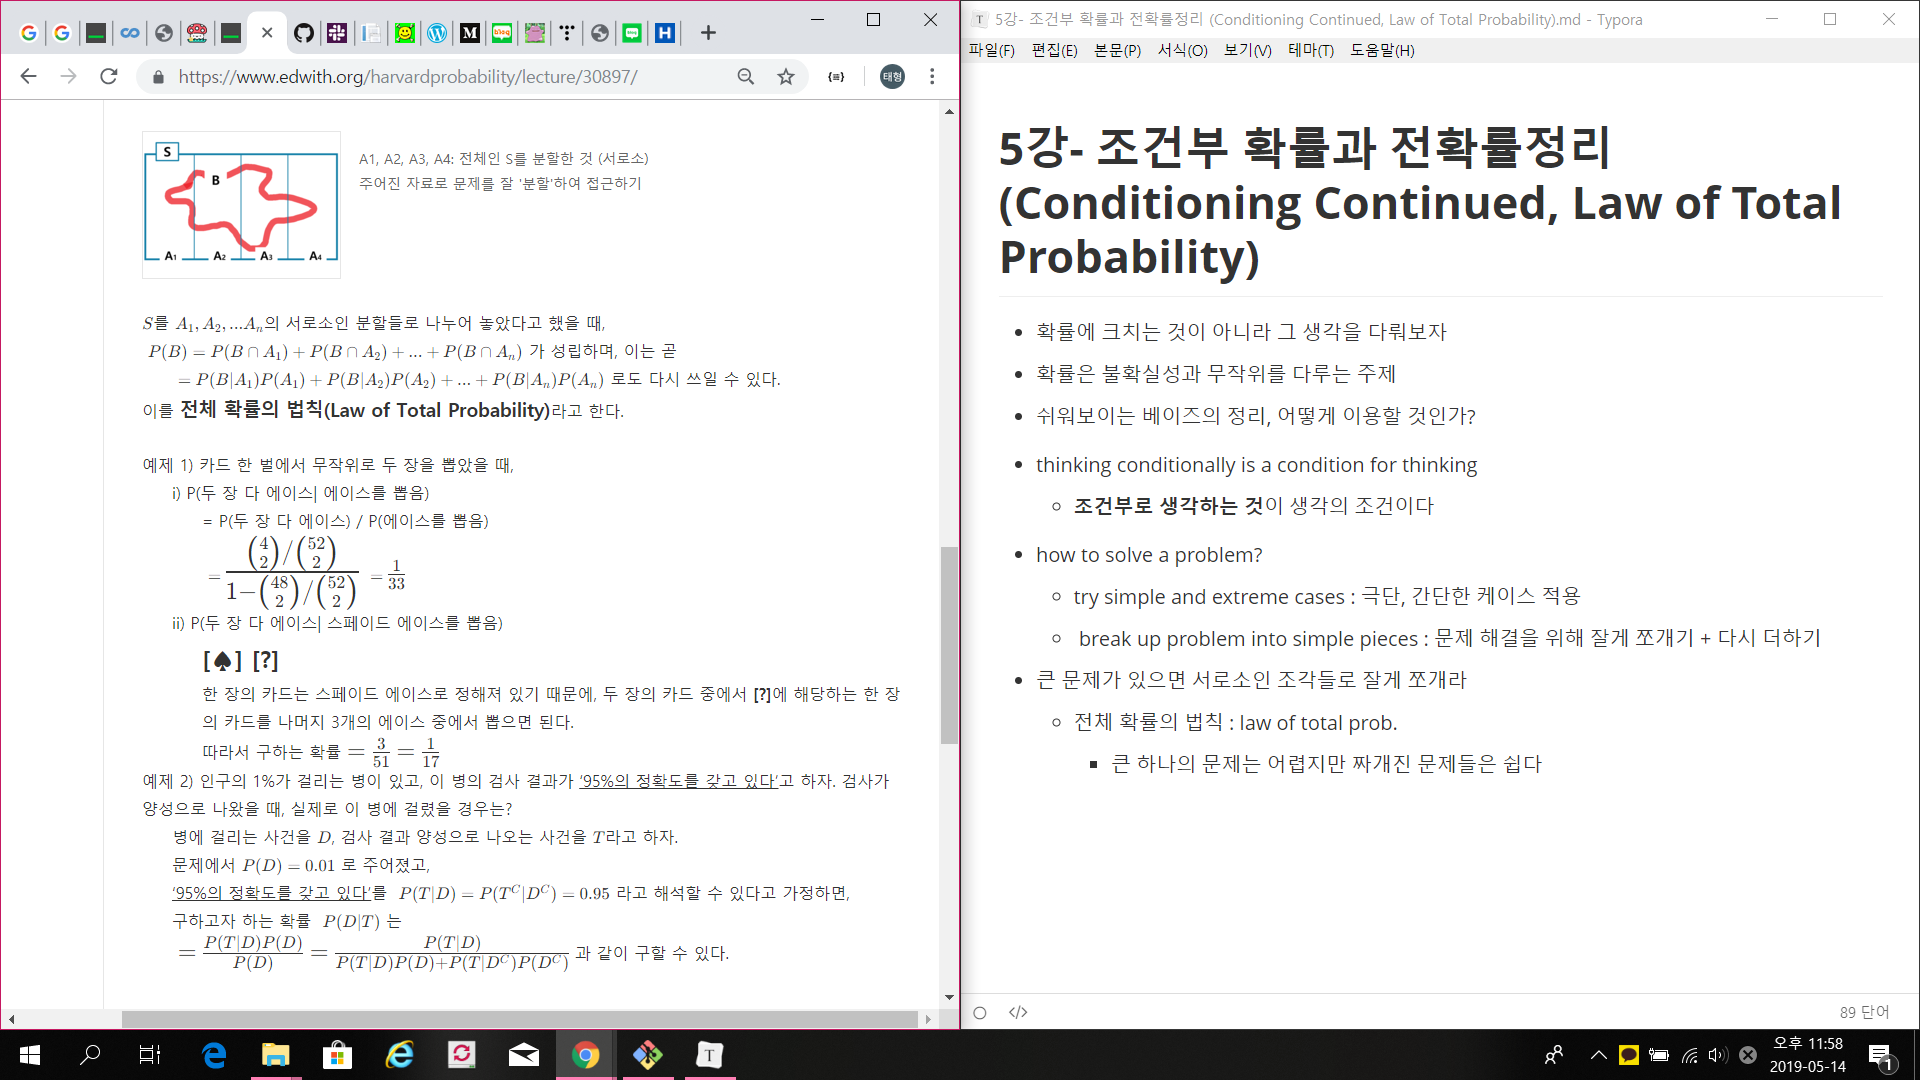 https://www.edwith.org/harvardprobability/lecture/30897/
태형
S
B
A1 A2 A3 A4
A1, A2, A3, A4: 전체인 S를 분할한 것 (서로소)
주어진 자료로 문제를 잘 '분할'하여 접근하기
S를 A₁, A₂, ...Aₙ의 서로소인 분할들로 나누어 놓았다고 했을 때,
P(B) = P(B ∩ A₁) + P(B ∩ A₂) + ... + P(B ∩ Aₙ) 가 성립하며, 이는 곧
= P(B|A₁)P(A₁) + P(B|A₂)P(A₂) + ... + P(B|Aₙ)P(Aₙ) 로도 다시 쓰일 수 있다.
이를 전체 확률의 법칙(Law of Total Probability)라고 한다.
예제 1) 카드 한 벌에서 무작위로 두 장을 뽑았을 때,
i) P(두 장 다 에이스| 에이스를 뽑음)
= P(두 장 다 에이스) / P(에이스를 뽑음)
= (4 2)/(52 2) / 1−(48 2)/(52 2) = 1/33
ii) P(두 장 다 에이스| 스페이드 에이스를 뽑음)
[♠] [?]
한 장의 카드는 스페이드 에이스로 정해져 있기 때문에, 두 장의 카드 중에서 [?]에 해당하는 한 장
의 카드를 나머지 3개의 에이스 중에서 뽑으면 된다.
따라서 구하는 확률 = 3/51 = 1/17
예제 2) 인구의 1%가 걸리는 병이 있고, 이 병의 검사 결과가 '95%의 정확도를 갖고 있다'고 하자. 검사가
양성으로 나왔을 때, 실제로 이 병에 걸렸을 경우는?
병에 걸리는 사건을 D, 검사 결과 양성으로 나오는 사건을 T라고 하자.
문제에서 P(D) = 0.01 로 주어졌고,
'95%의 정확도를 갖고 있다'를 P(T|D) = P(Tᶜ|Dᶜ) = 0.95 라고 해석할 수 있다고 가정하면,
구하고자 하는 확률 P(D|T) 는
= P(T|D)P(D) / P(D) = P(T|D) / P(T|D)P(D)+P(T|Dᶜ)P(Dᶜ) 과 같이 구할 수 있다.
T 5강- 조건부 확률과 전확률정리 (Conditioning Continued, Law of Total Probability).md - Typora
파일(F) 편집(E) 본문(P) 서식(O) 보기(V) 테마(T) 도움말(H)
5강- 조건부 확률과 전확률정리
(Conditioning Continued, Law of Total
Probability)
확률에 크치는 것이 아니라 그 생각을 다뤄보자
확률은 불확실성과 무작위를 다루는 주제
쉬워보이는 베이즈의 정리, 어떻게 이용할 것인가?
thinking conditionally is a condition for thinking
조건부로 생각하는 것이 생각의 조건이다
how to solve a problem?
try simple and extreme cases : 극단, 간단한 케이스 적용
break up problem into simple pieces : 문제 해결을 위해 잘게 쪼개기 + 다시 더하기
큰 문제가 있으면 서로소인 조각들로 잘게 쪼개라
전체 확률의 법칙 : law of total prob.
큰 하나의 문제는 어렵지만 짜개진 문제들은 쉽다
89 단어
오후 11:58
2019-05-14
1